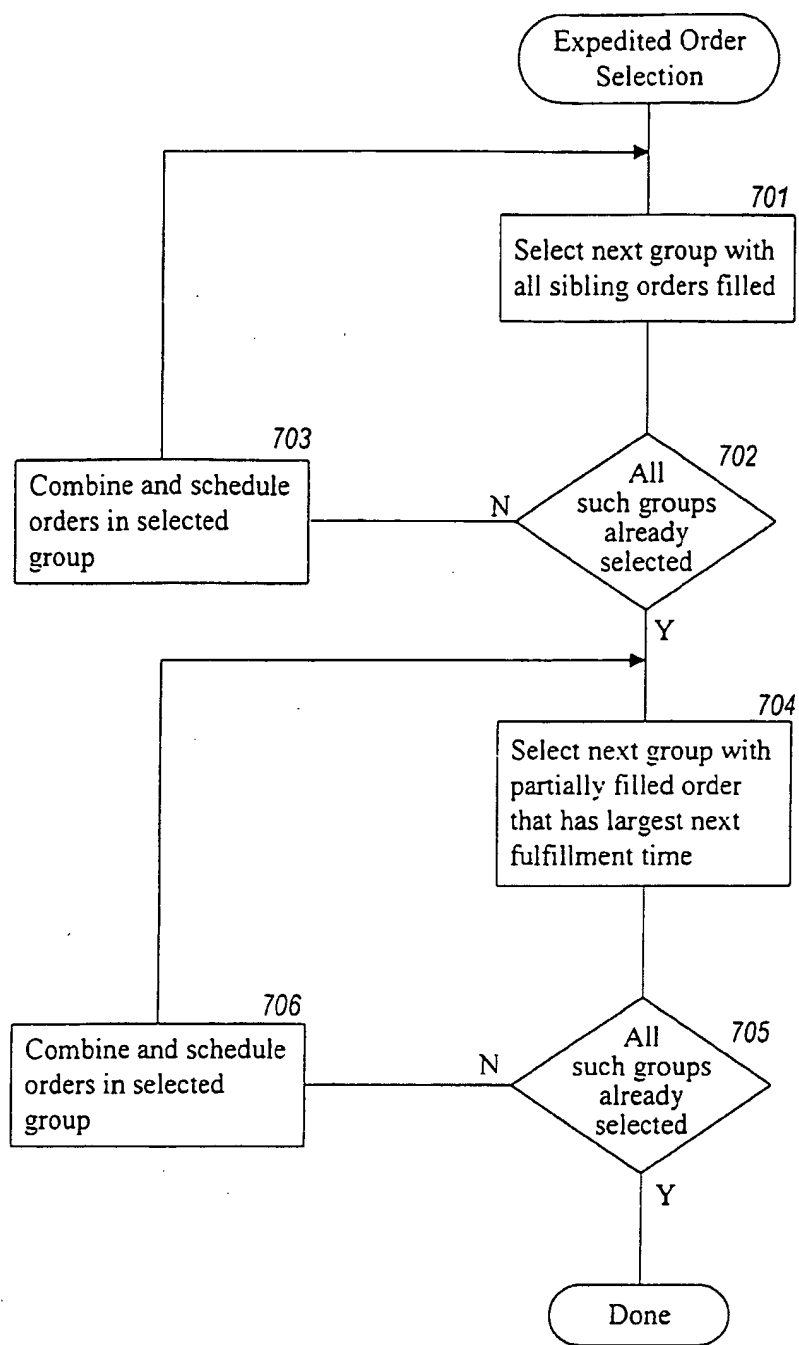 Expedited Order
Selection
701
Select next group with
all sibling orders filled
703
Combine and schedule
orders in selected
group
N
702
All
such groups
already
selected
Y
704
Select next group with
partially filled order
that has largest next
fulfillment time
706
Combine and schedule
orders in selected
group
N
705
All
such groups
already
selected
Y
Done